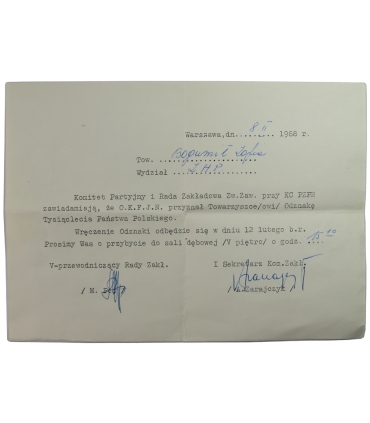 Warszawa,dn 8 II 1968 r.
Tow. Bogumił Zofia
Wydział Z.H.P.
Komitet Partyjny i Rada Zakładowa Zw.Zaw. przy KC PZPR
zawiadamiają, że O.K.F.J.N. przyznał Towarzyszce/owi/ Odznakę
Tysiąclecia Państwa Polskiego.
Wręczenie Odznaki odbędzie się w dniu 12 lutego b.r.
Prosimy Was o przybycie do sali dębowej /V piętro/ o godz. 15 00
V-przewodniczący Rady Zakł.
I Sekretarz Kom.Zakł.
/ M.
Zarajczyk